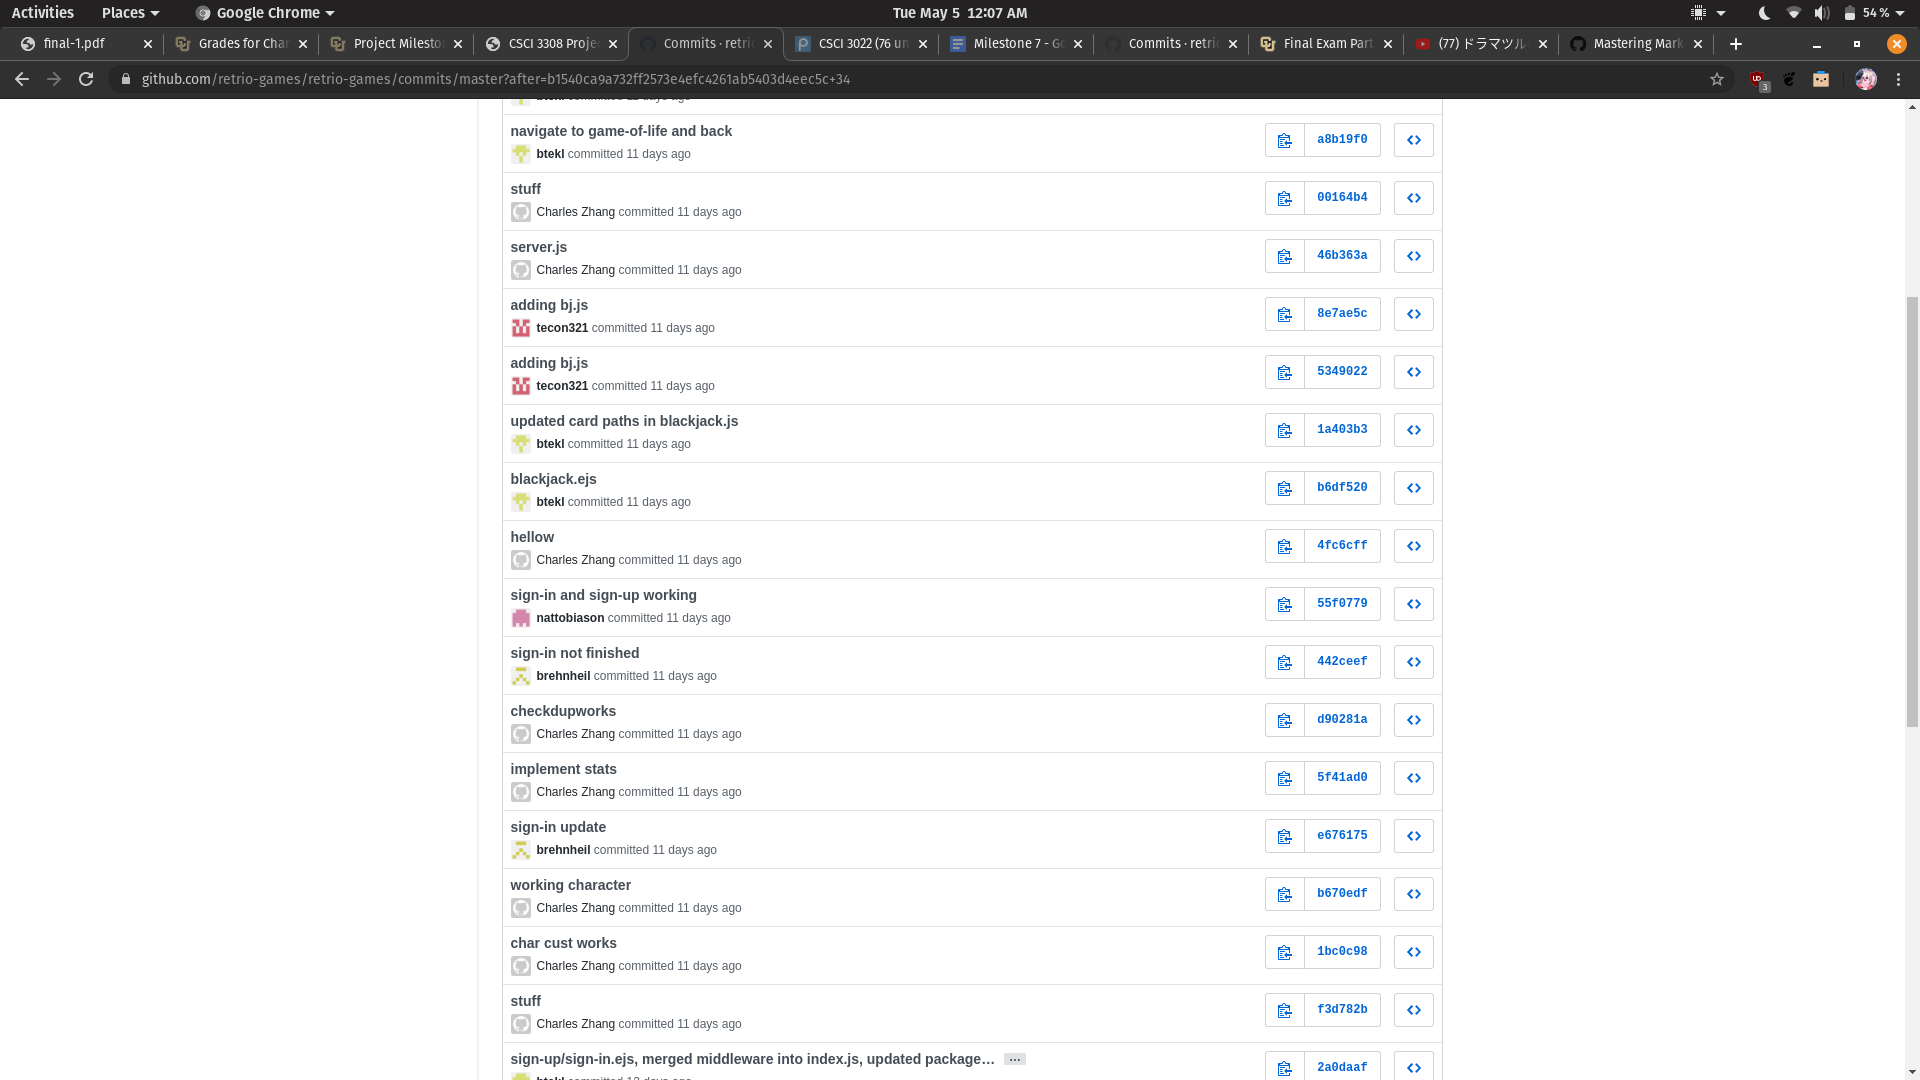 Activities Places Google Chrome Tue May 5 12:07 AM 54 %
final-1.pdf Grades for Cha Project Milesto CSCI 3308 Proje Commits · retri CSCI 3022 (76 un Milestone 7 - Go Commits · retri Final Exam Part (77) ドラマツル Mastering Mark
github.com/retrio-games/retrio-games/commits/master?after=b1540ca9a732ff2573e4efc4261ab5403d4eec5c+34 3
btekl committed 11 days ago
navigate to game-of-life and back
btekl committed 11 days ago
a8b19f0
stuff
Charles Zhang committed 11 days ago
00164b4
server.js
Charles Zhang committed 11 days ago
46b363a
adding bj.js
tecon321 committed 11 days ago
8e7ae5c
adding bj.js
tecon321 committed 11 days ago
5349022
updated card paths in blackjack.js
btekl committed 11 days ago
1a403b3
blackjack.ejs
btekl committed 11 days ago
b6df520
hellow
Charles Zhang committed 11 days ago
4fc6cff
sign-in and sign-up working
nattobiason committed 11 days ago
55f0779
sign-in not finished
brehnheil committed 11 days ago
442ceef
checkdupworks
Charles Zhang committed 11 days ago
d90281a
implement stats
Charles Zhang committed 11 days ago
5f41ad0
sign-in update
brehnheil committed 11 days ago
e676175
working character
Charles Zhang committed 11 days ago
b670edf
char cust works
Charles Zhang committed 11 days ago
1bc0c98
stuff
Charles Zhang committed 11 days ago
f3d782b
sign-up/sign-in.ejs, merged middleware into index.js, updated package… …
btekl committed 12 days ago
2a0daaf